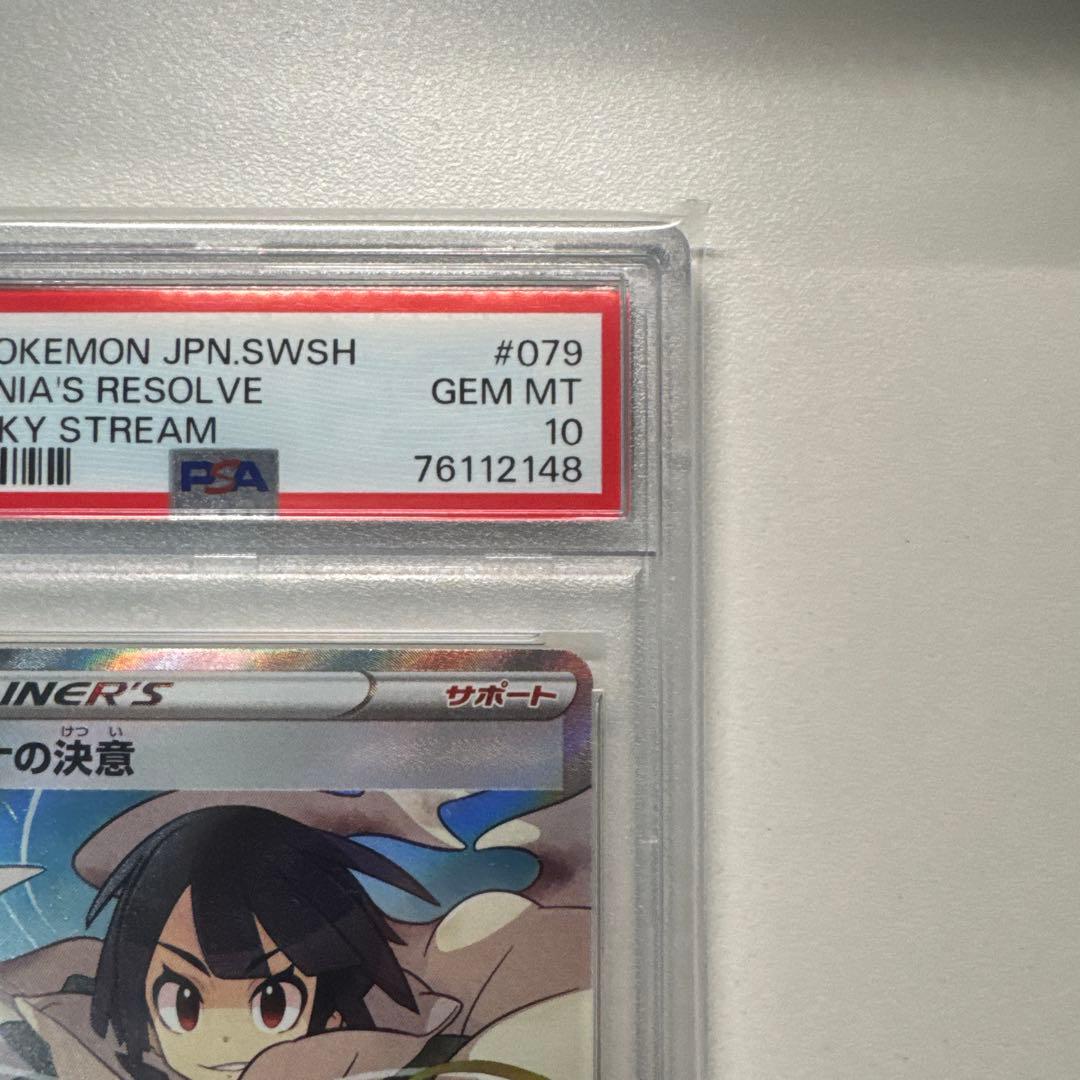 OKEMON JPN.SWSH #079
NIA'S RESOLVE GEM MT
KY STREAM 10
PSA 76112148
INER'S サポート
けつ い
の決意